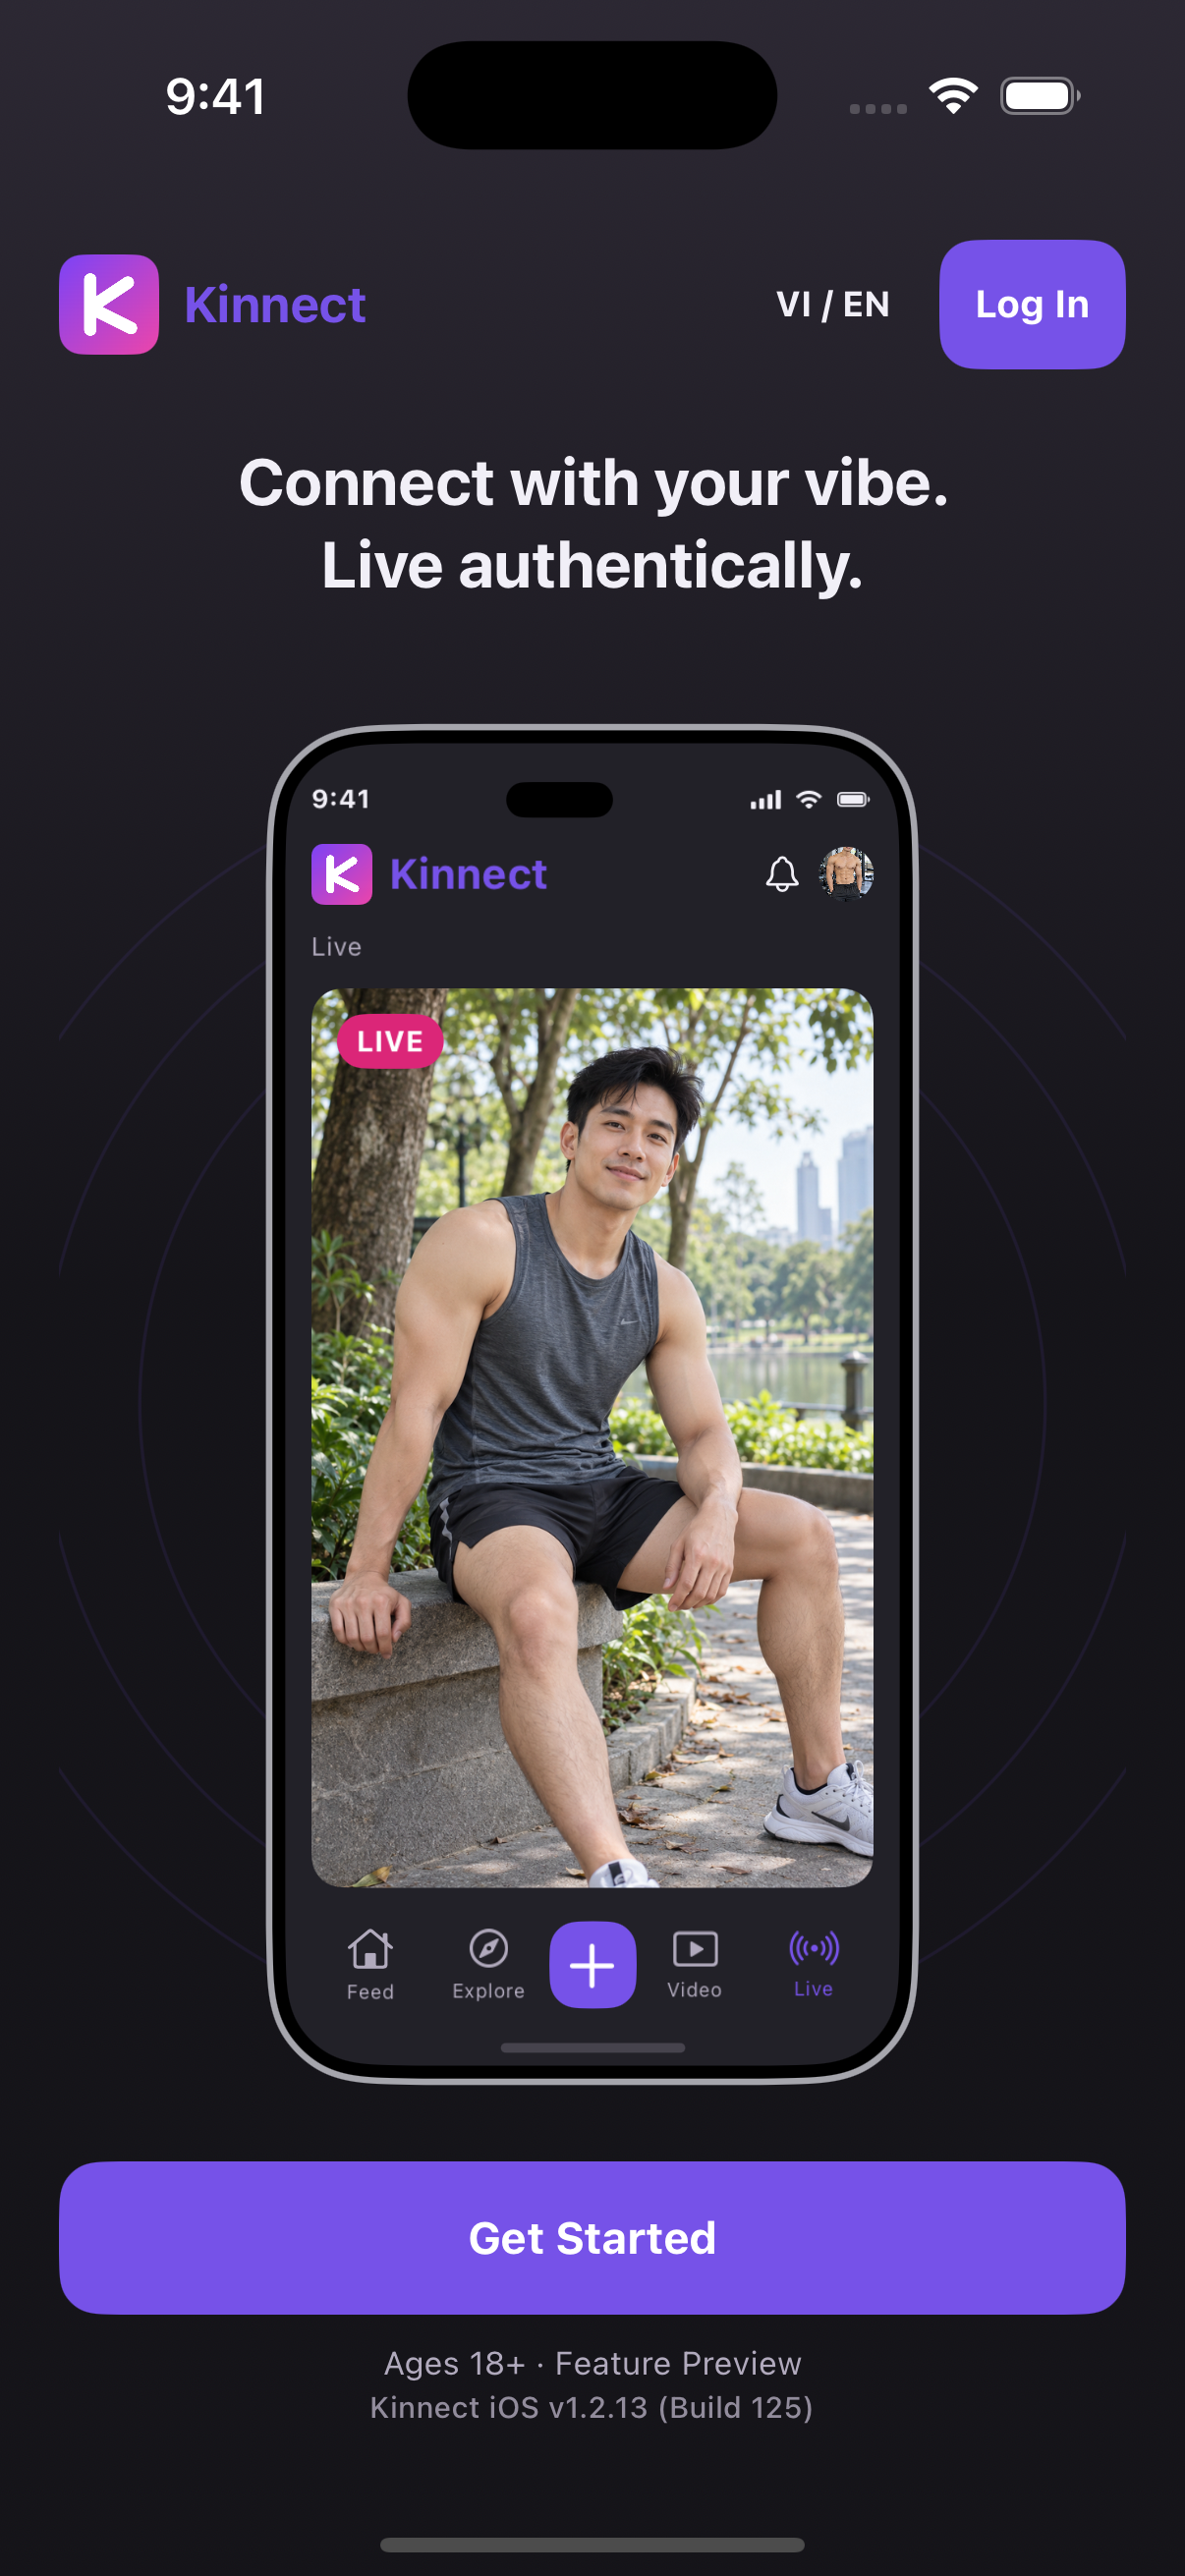 9:41
Kinnect
VI / EN
Log In
Connect with your vibe.
Live authentically.
9:41
Kinnect
Live
LIVE
Feed
Explore
Video
Live
Get Started
Ages 18+ · Feature Preview
Kinnect iOS v1.2.13 (Build 125)